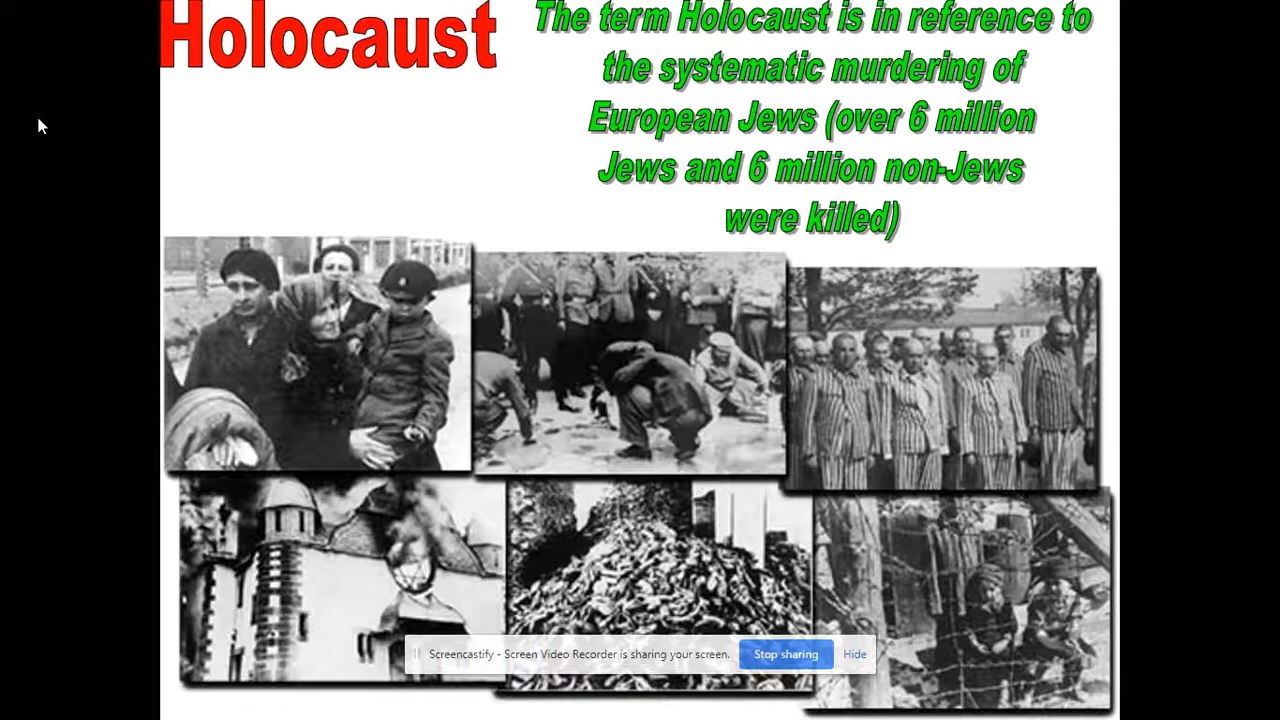 Holocaust
The term Holocaust is in reference to
the systematic murdering of
European Jews (over 6 million
Jews and 6 million non-Jews
were killed)
Screencastify - Screen Video Recorder is sharing your screen.
Stop sharing
Hide